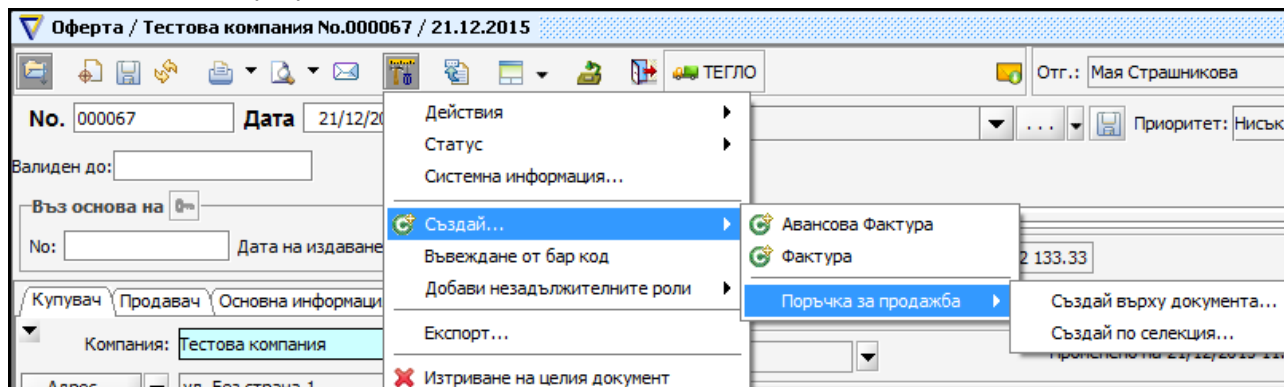 Оферта / Тестова компания No.000067 / 21.12.2015
ТЕГЛО
Отг.: Мая Страшникова
No. 000067 Дата 21/12/20
... Приоритет: Нисък
Валиден до:
Въз основа на
No: Дата на издаване
2 133.33
Купувач Продавач Основна информаци
Компания: Тестова компания
Действия
Статус
Системна информация...
Създай...
Въвеждане от бар код
Добави незадължителните роли
Експорт...
Изтриване на целия документ
Авансова Фактура
Фактура
Поръчка за продажба
Създай върху документа...
Създай по селекция...